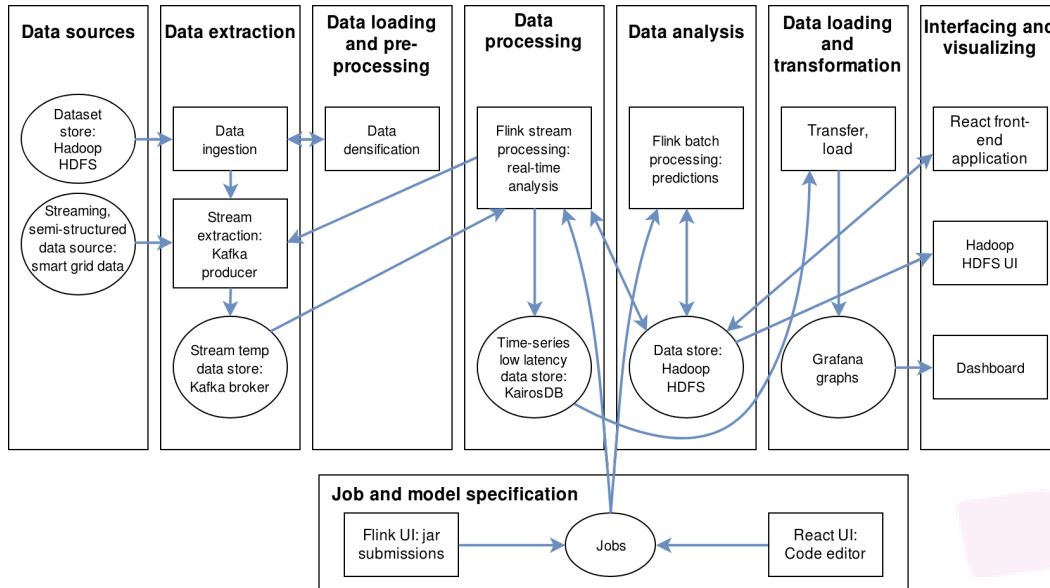 Data sources
Dataset
store:
Hadoop
HDFS
Streaming,
semi-structured
data source:
smart grid data
Data extraction
Data
ingestion
Stream
extraction:
Kafka
producer
Stream temp
data store:
Kafka broker
Data loading
and pre-
processing
Data
densification
Data
processing
Flink stream
processing:
real-time
analysis
Time-series
low latency
data store:
KairosDB
Data analysis
Flink batch
processing:
predictions
Data store:
Hadoop
HDFS
Data loading
and
transformation
Transfer,
load
Grafana
graphs
Interfacing and
visualizing
React front-
end
application
Hadoop
HDFS UI
Dashboard
Job and model specification
Flink UI: jar
submissions
Jobs
React UI:
Code editor